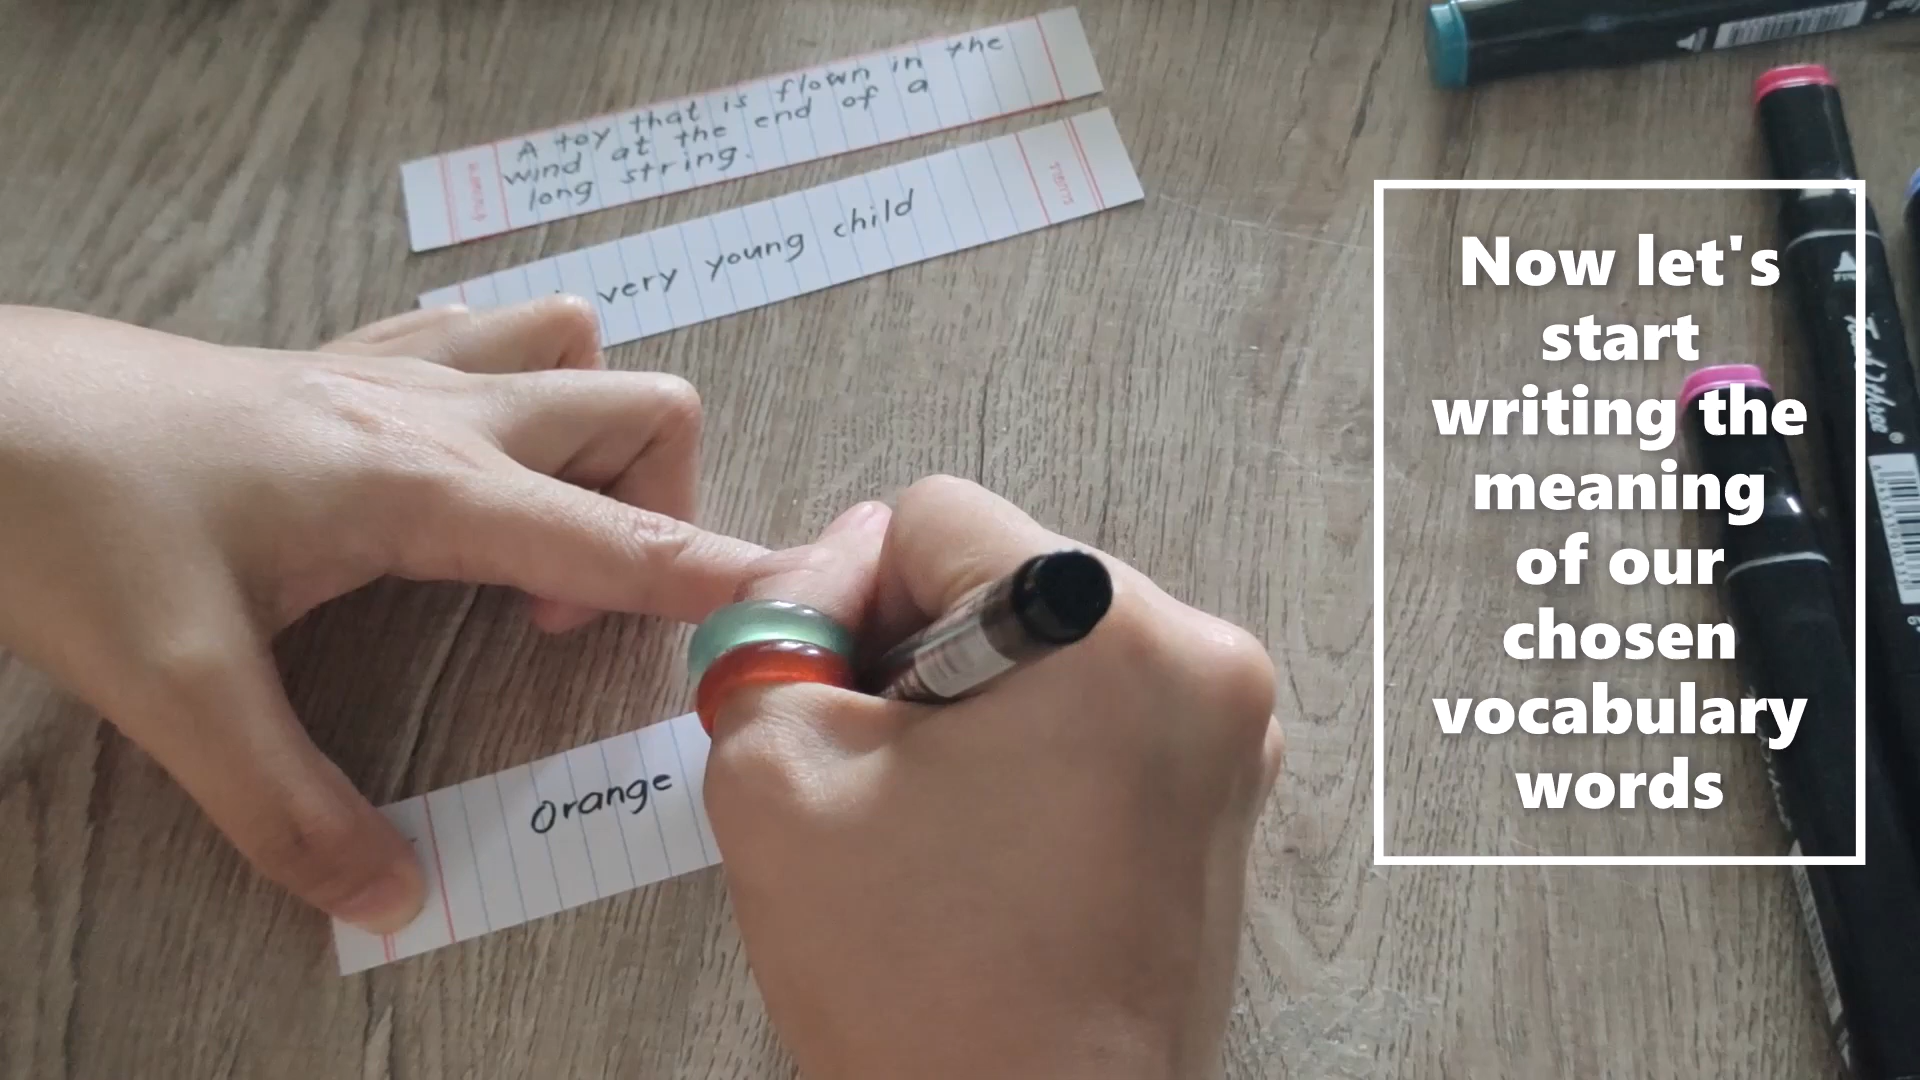 A toy that is flown in the
wind at the end of a
long string.
very young child
Orange
Now let's
start
writing the
meaning
of our
chosen
vocabulary
words